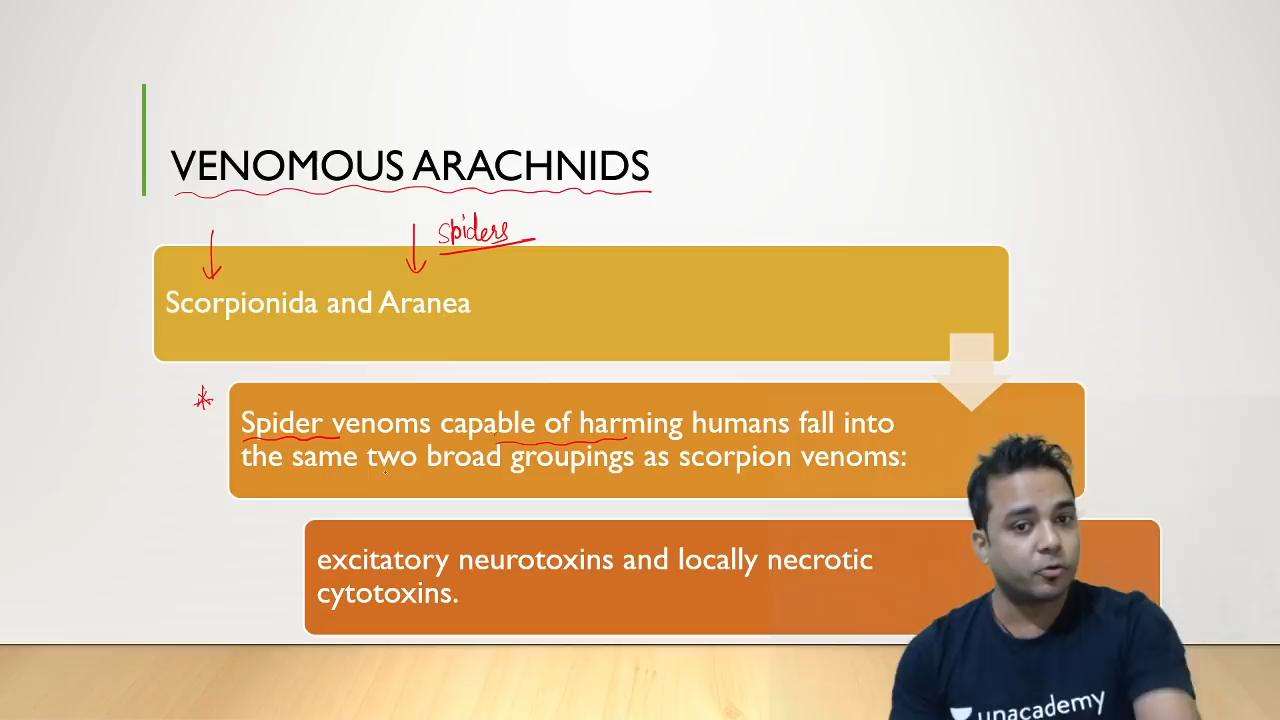 VENOMOUS ARACHNIDS
spiders
Scorpionida and Aranea
*
Spider venoms capable of harming humans fall into
the same two broad groupings as scorpion venoms:
excitatory neurotoxins and locally necrotic
cytotoxins.
unacademy